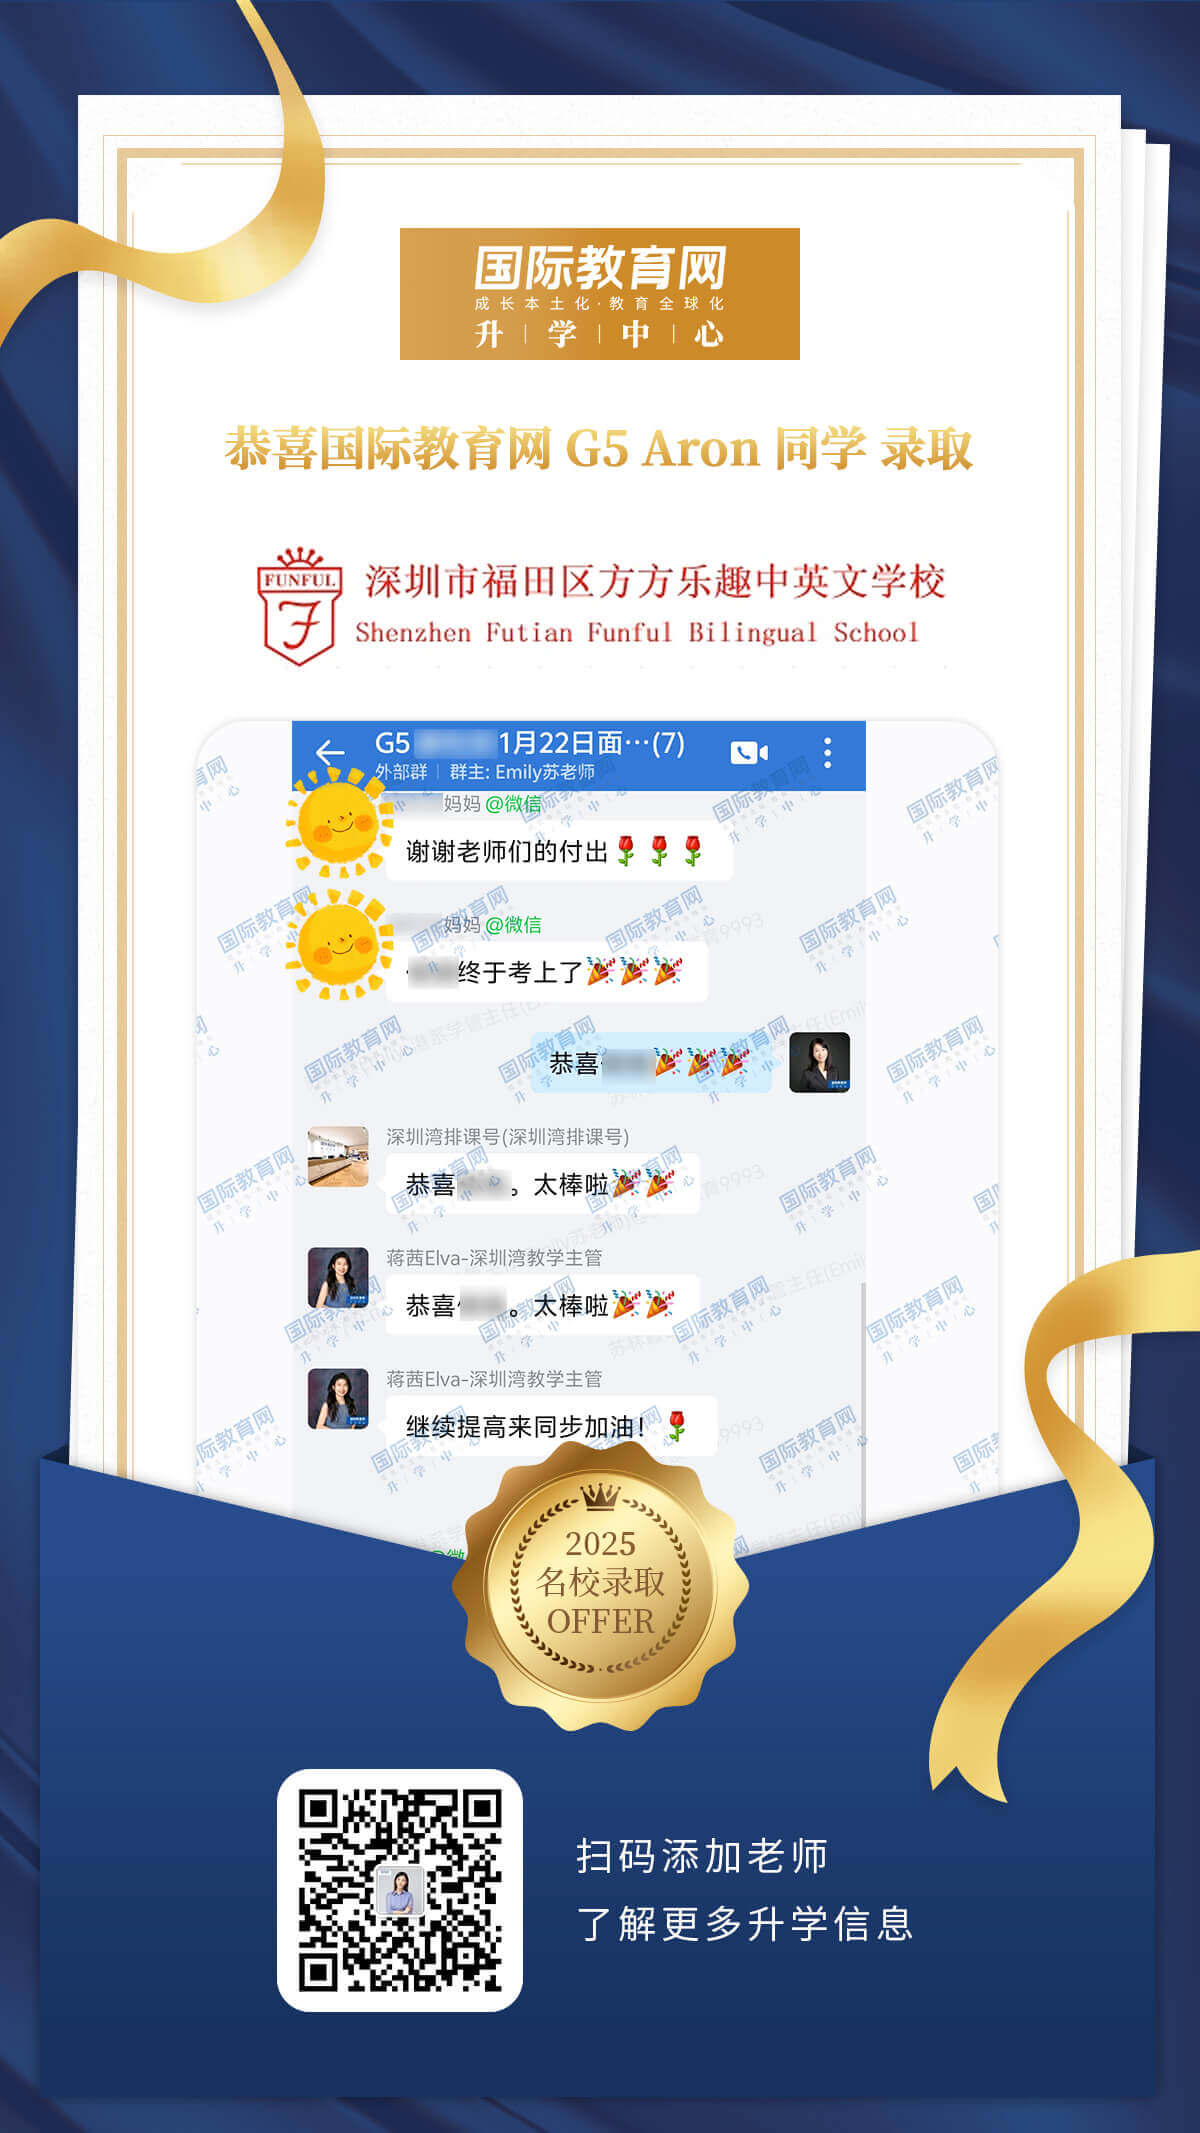 国际教育网
成长本土化·教育全球化
升 | 学 | 中 | 心
恭喜国际教育网 G5 Aron 同学 录取
FUNFUL
F
深圳市福田区方方乐趣中英文学校
Shenzhen Futian Funful Bilingual School
G5 1月22日面…(7)
外部群 | 群主: Emily苏老师
妈妈 @微信
谢谢老师们的付出🌹🌹🌹
妈妈 @微信
终于考上了🎉🎉🎉
恭喜 🎉🎉🎉
深圳湾排课号(深圳湾排课号)
恭喜 。太棒啦🎉🎉
蒋茜Elva-深圳湾教学主管
恭喜 。太棒啦🎉🎉
蒋茜Elva-深圳湾教学主管
继续提高来同步加油！🌹
2025
名校录取
OFFER
扫码添加老师
了解更多升学信息